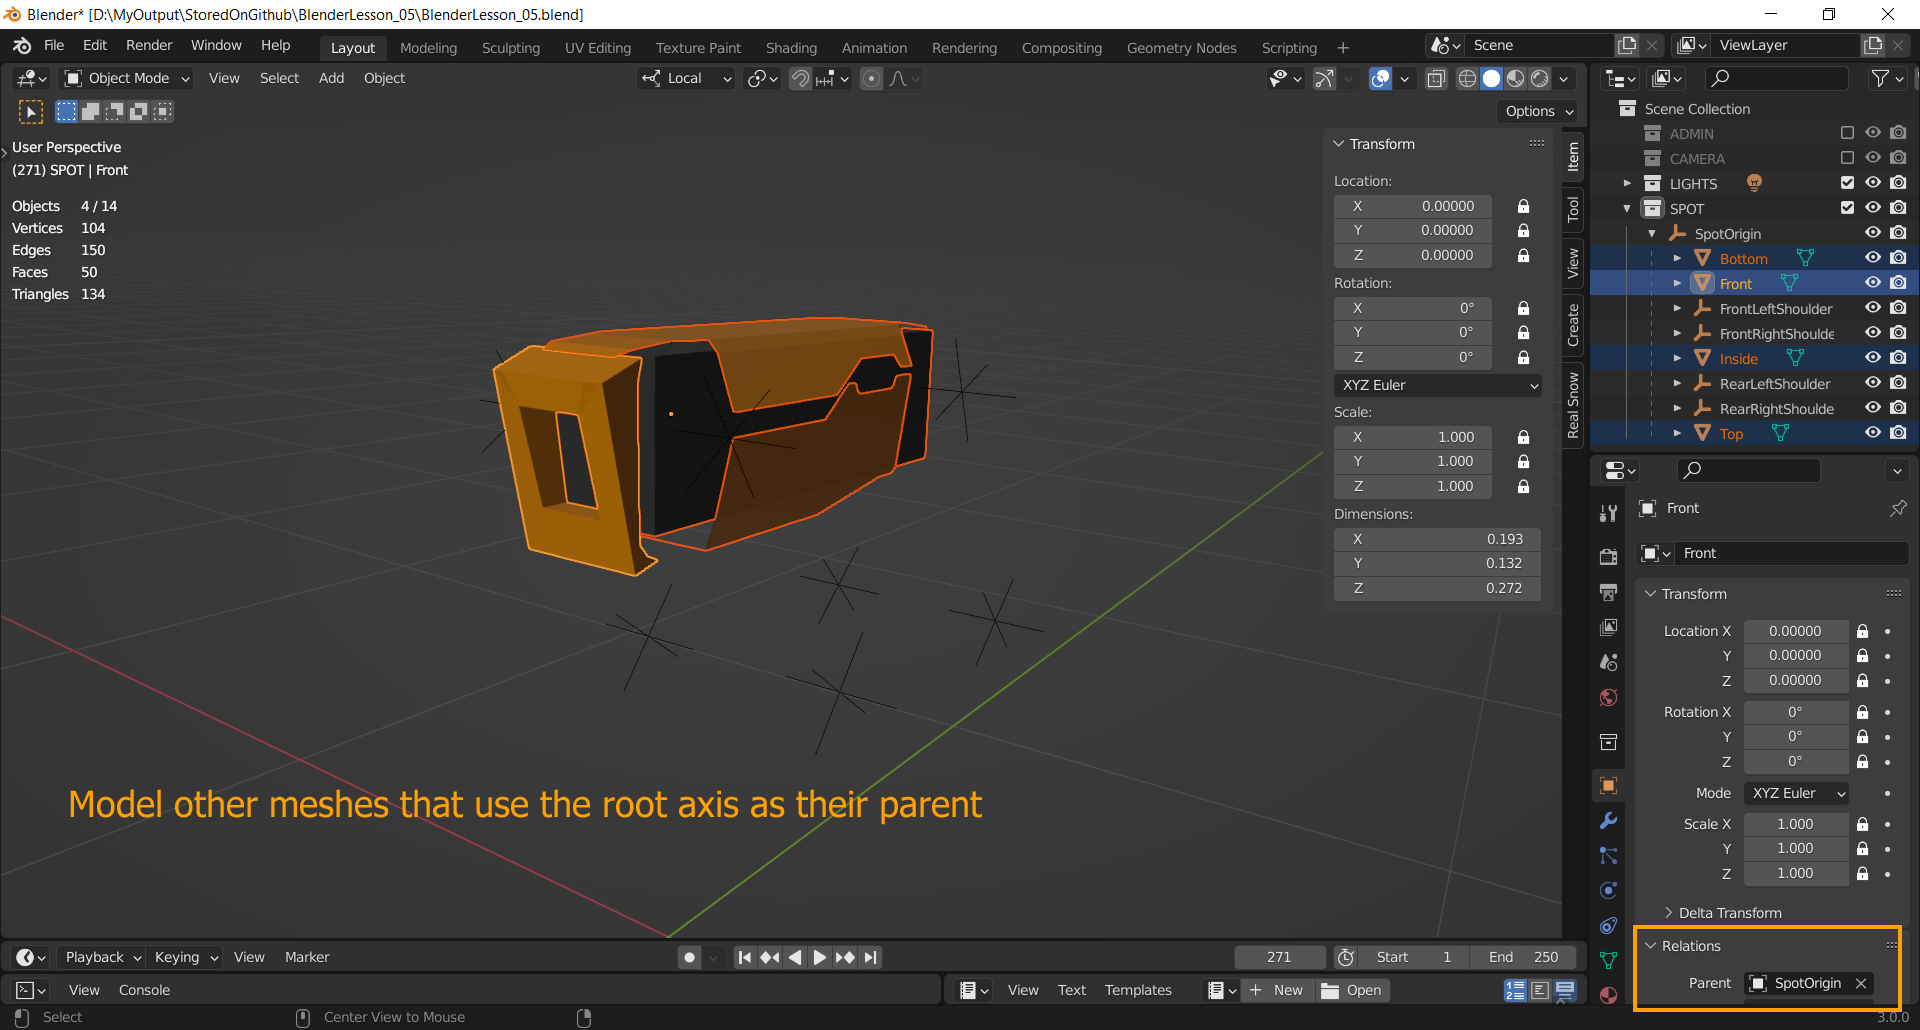 Blender* [D:\MyOutput\StoredOnGithub\BlenderLesson_05\BlenderLesson_05.blend]
File Edit Render Window Help Layout Modeling Sculpting UV Editing Texture Paint Shading Animation Rendering Compositing Geometry Nodes Scripting + Scene ViewLayer
Object Mode View Select Add Object Local
Options
User Perspective
(271) SPOT | Front
Objects 4 / 14
Vertices 104
Edges 150
Faces 50
Triangles 134
Transform
Location:
X 0.00000
Y 0.00000
Z 0.00000
Rotation:
X 0°
Y 0°
Z 0°
XYZ Euler
Scale:
X 1.000
Y 1.000
Z 1.000
Dimensions:
X 0.193
Y 0.132
Z 0.272
Item
Tool
View
Create
Real Snow
Scene Collection
ADMIN
CAMERA
LIGHTS
SPOT
SpotOrigin
Bottom
Front
FrontLeftShoulder
FrontRightShoulde
Inside
RearLeftShoulder
RearRightShoulde
Top
Front
Front
Transform
Location X 0.00000
Y 0.00000
Z 0.00000
Rotation X 0°
Y 0°
Z 0°
Mode XYZ Euler
Scale X 1.000
Y 1.000
Z 1.000
Delta Transform
Relations
Parent SpotOrigin
Model other meshes that use the root axis as their parent
Playback Keying View Marker 271 Start 1 End 250
View Console View Text Templates + New Open
Select Center View to Mouse 3.0.0